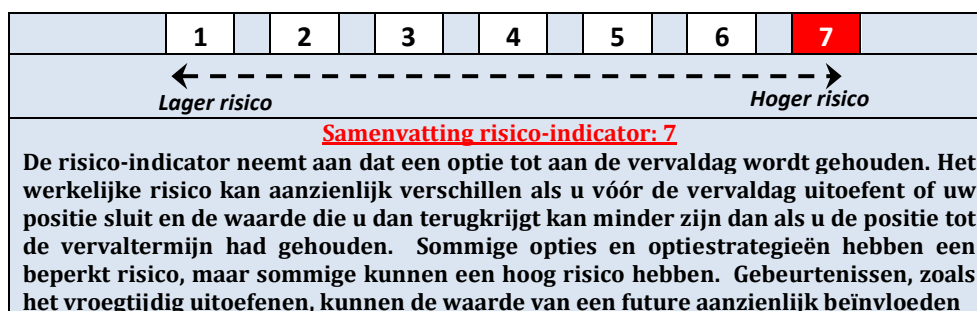 1 2 3 4 5 6 7
Lager risico Hoger risico
Samenvatting risico-indicator: 7
De risico-indicator neemt aan dat een optie tot aan de vervaldag wordt gehouden. Het
werkelijke risico kan aanzienlijk verschillen als u vóór de vervaldag uitoefent of uw
positie sluit en de waarde die u dan terugkrijgt kan minder zijn dan als u de positie tot
de vervaltermijn had gehouden. Sommige opties en optiestrategieën hebben een
beperkt risico, maar sommige kunnen een hoog risico hebben. Gebeurtenissen, zoals
het vroegtijdig uitoefenen, kunnen de waarde van een future aanzienlijk beïnvloeden